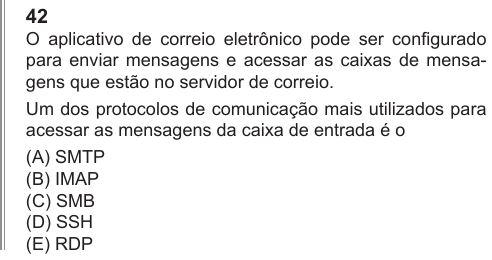 42
O aplicativo de correio eletrônico pode ser configurado
para enviar mensagens e acessar as caixas de mensa-
gens que estão no servidor de correio.
Um dos protocolos de comunicação mais utilizados para
acessar as mensagens da caixa de entrada é o
(A) SMTP
(B) IMAP
(C) SMB
(D) SSH
(E) RDP